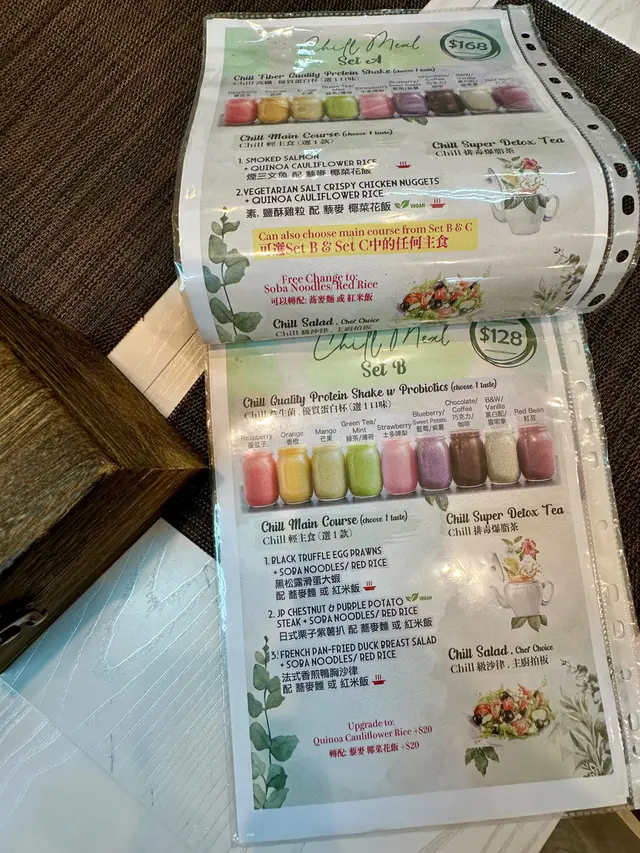 Chill Meal
Set A
$168
Chill Fiber Quality Protein Shake (choose 1 taste)
Chill Main Course (choose 1 taste)
Chill 輕主食 (選 1 款)
Chill Super Detox Tea
Chill 排毒爆脂茶
1. SMOKED SALMON
+ QUINOA CAULIFLOWER RICE
煙三文魚 配 藜麥 椰菜花飯
2.VEGETARIAN SALT CRISPY CHICKEN NUGGETS
+ QUINOA CAULIFLOWER RICE
素. 鹽酥雞粒 配 藜麥 椰菜花飯
VEGAN
Can also choose main course from Set B & C
可選Set B & Set C中的任何主食
Free Change to:
Soba Noodles/ Red Rice
可以轉配: 蕎麥麵 或 紅米飯
Chill Salad . Chef Choice
Chill 級沙律 . 主廚拍板
Chill Meal
Set B
$128
Chill Quality Protein Shake w Probiotics (choose 1 taste)
Chill 益生菌 . 優質蛋白杯 (選 1 口味)
Raspberry
覆盆子
Orange
香橙
Mango
芒果
Green Tea/
Mint
綠茶/薄荷
Strawberry
士多啤梨
Blueberry/
Sweet Potato
藍莓/紫薯
Chocolate/
Coffee
巧克力/
咖啡
B&W/
Vanilla
黑白配/
雲呢拿
Red Bean
紅豆
Chill Main Course (choose 1 taste)
Chill 輕主食 (選 1 款)
Chill Super Detox Tea
Chill 排毒爆脂茶
1. BLACK TRUFFLE EGG PRAWNS
+ SOBA NOODLES/ RED RICE
黑松露滑蛋大蝦
配 蕎麥麵 或 紅米飯
2. JP CHESTNUT & PURPLE POTATO
STEAK + SOBA NOODLES/ RED RICE
日式栗子紫薯扒 配 蕎麥麵 或 紅米飯
VEGAN
3. FRENCH PAN-FRIED DUCK BREAST SALAD
+ SOBA NOODLES/ RED RICE
法式香煎鴨胸沙律
配 蕎麥麵 或 紅米飯
Chill Salad . Chef Choice
Chill 級沙律 . 主廚拍板
Upgrade to:
Quinoa Cauliflower Rice +$20
轉配: 藜麥 椰菜花飯 +$20